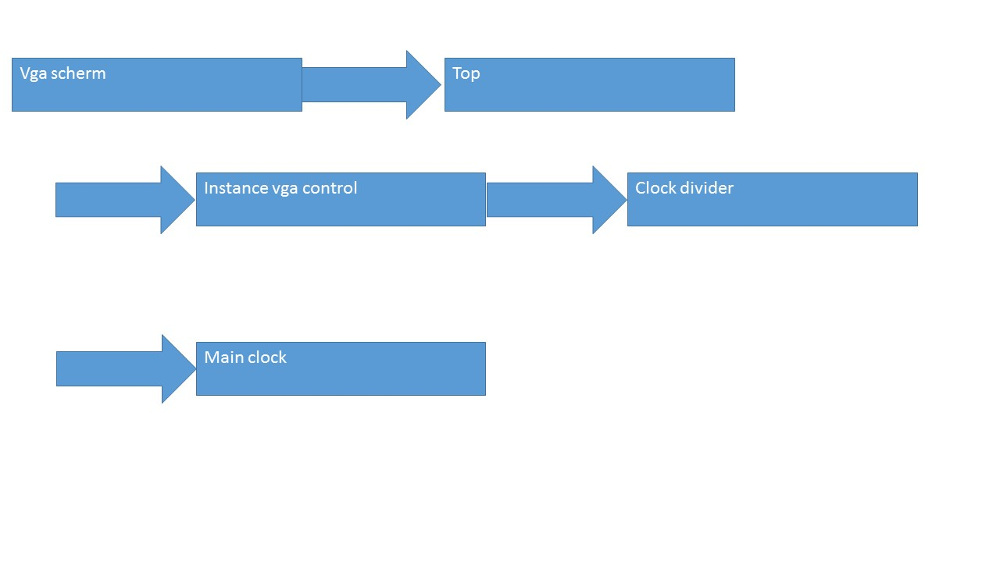 Vga scherm
Top
Instance vga control
Clock divider
Main clock